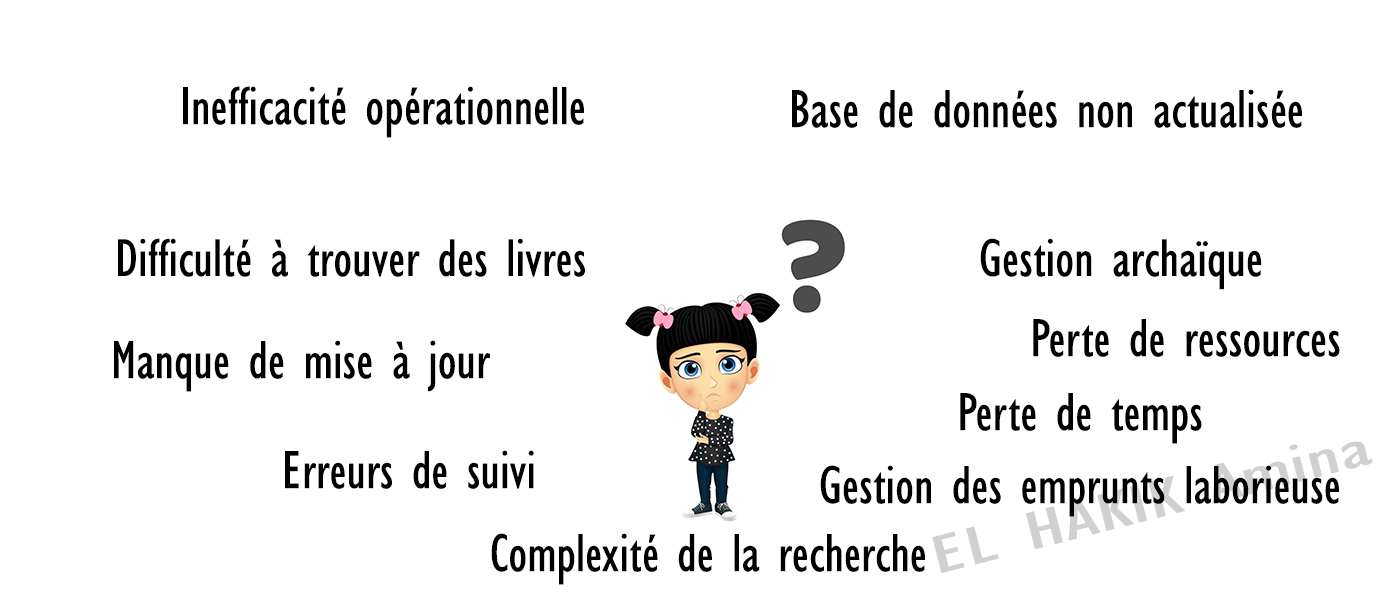 Inefficacité opérationnelle
Base de données non actualisée
Difficulté à trouver des livres
?
Gestion archaïque
Manque de mise à jour
Perte de ressources
Perte de temps
Erreurs de suivi
Gestion des emprunts laborieuse
Complexité de la recherche
EL HAKIK Amina